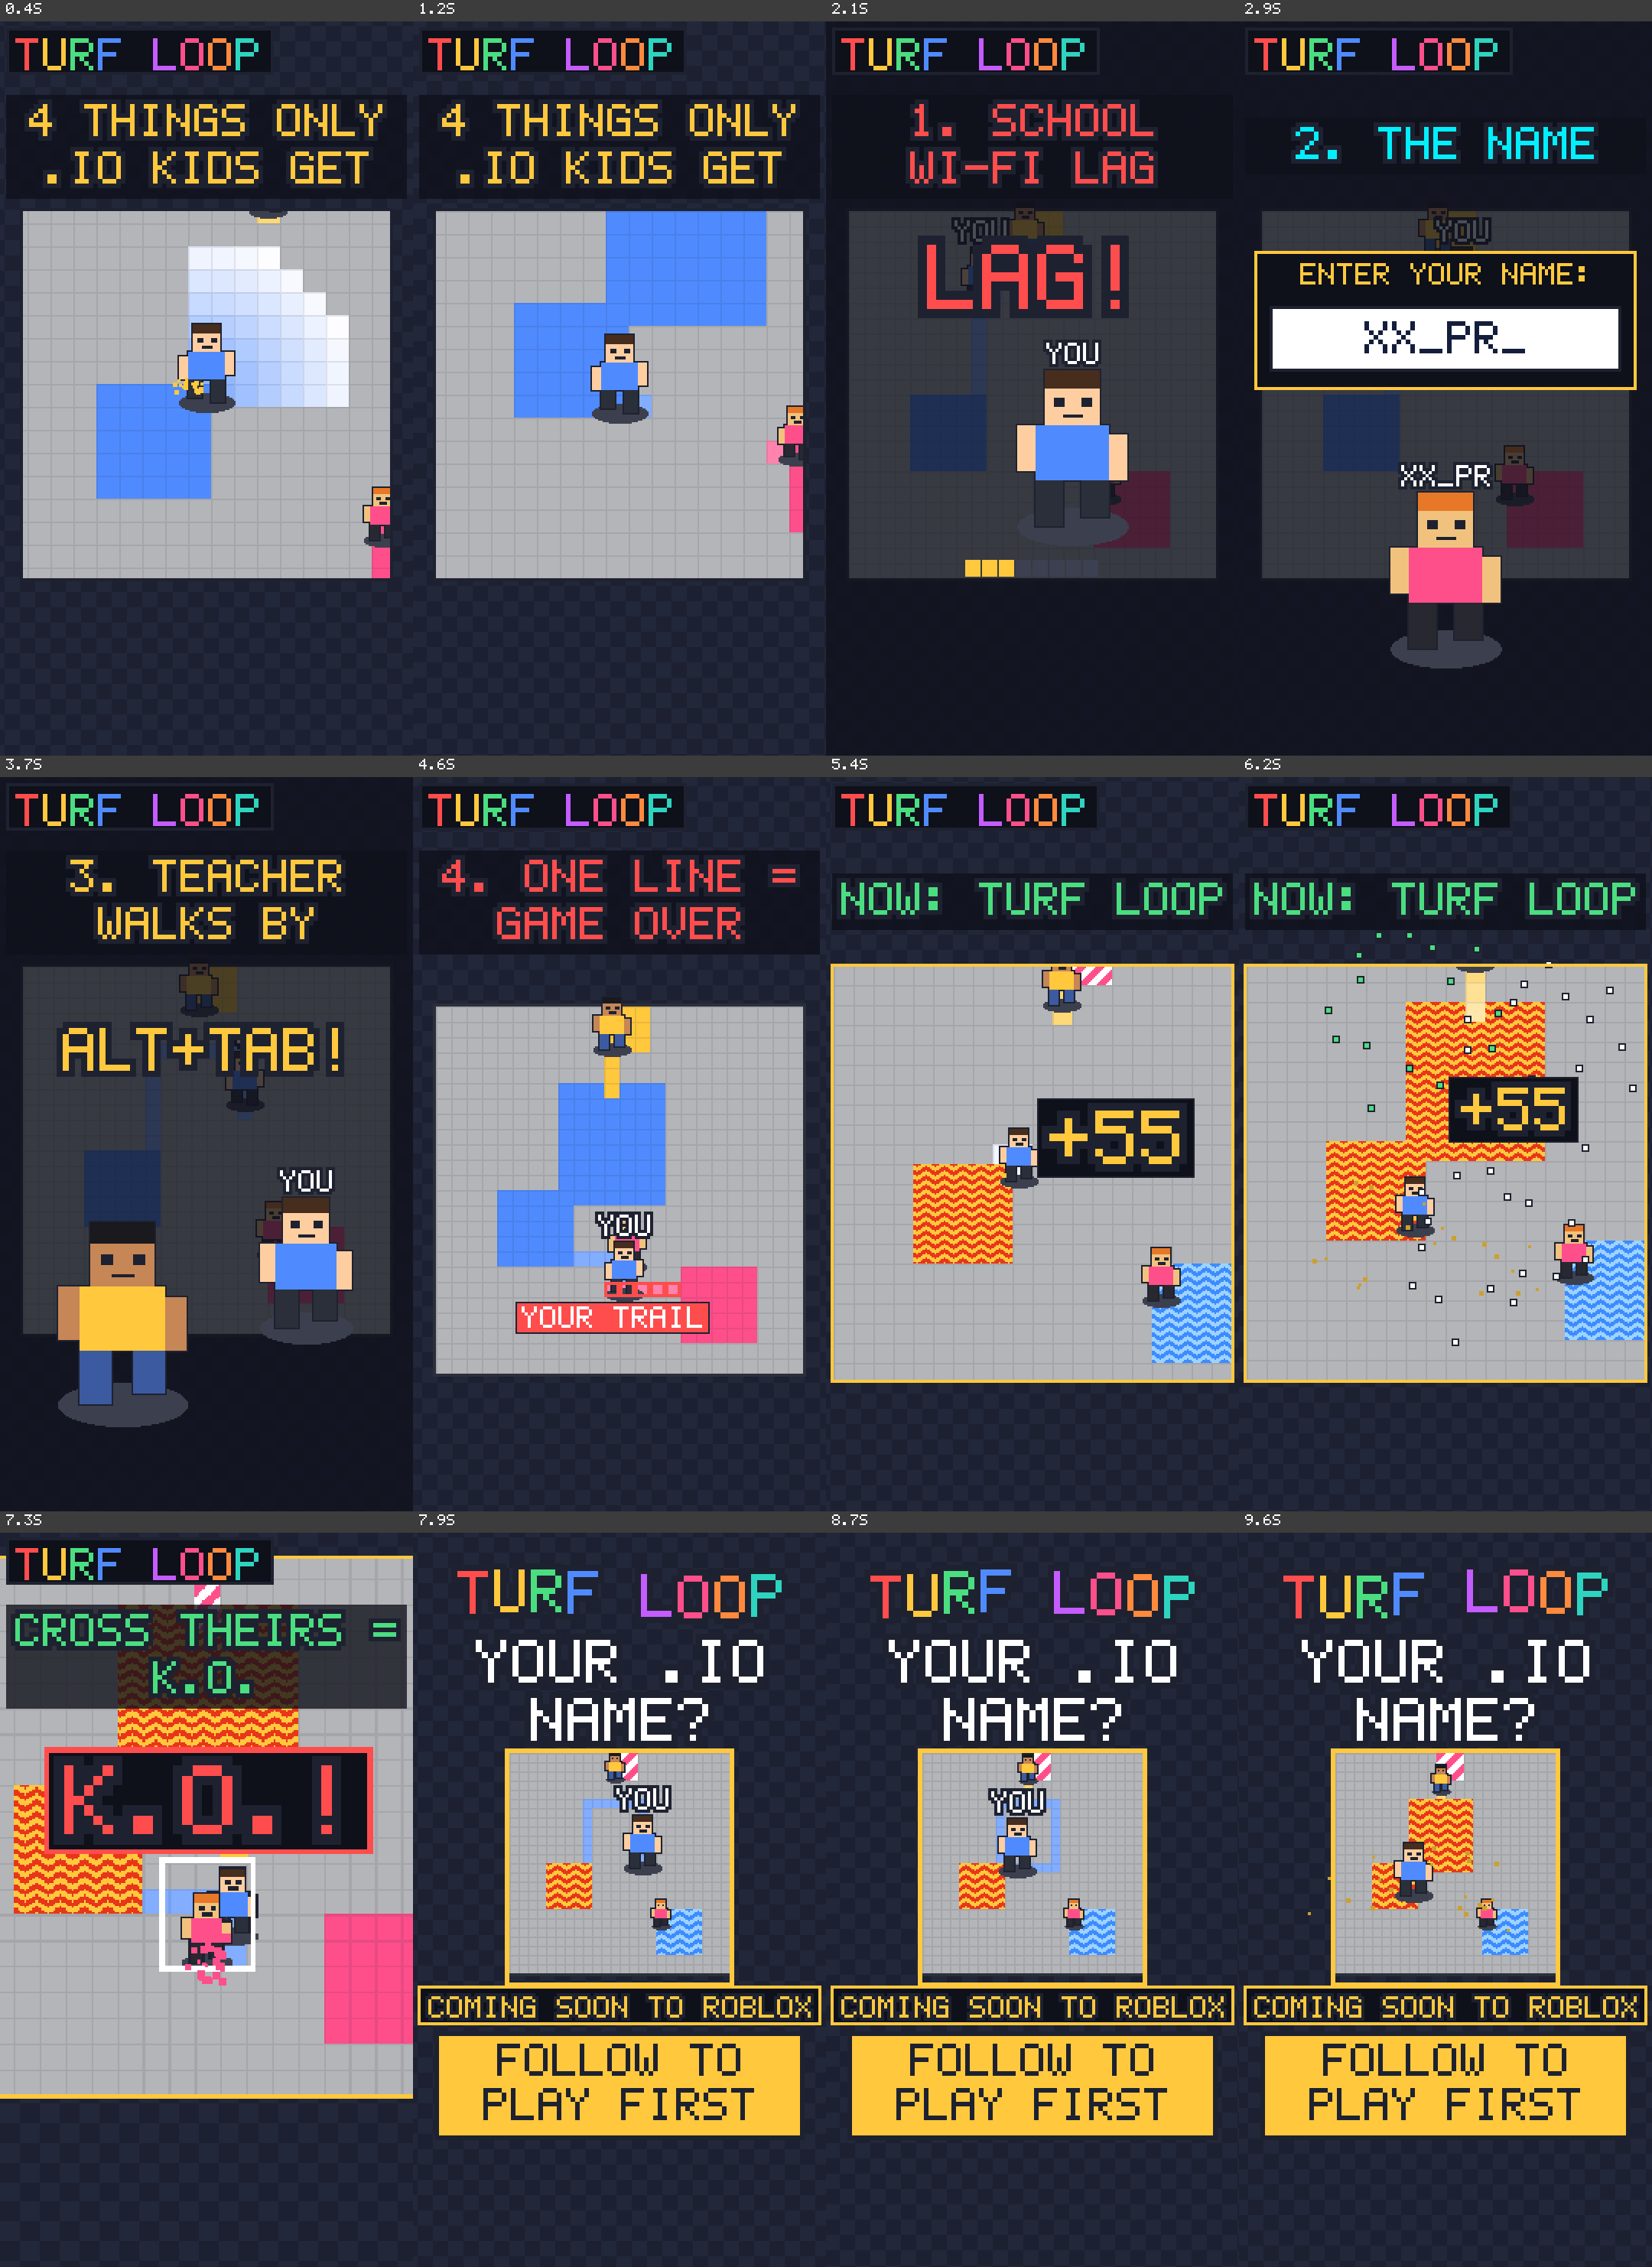 0.4S
TURF LOOP
4 THINGS ONLY
.IO KIDS GET
1.2S
TURF LOOP
4 THINGS ONLY
.IO KIDS GET
2.1S
TURF LOOP
1. SCHOOL
WI-FI LAG
YOU
LAG!
YOU
2.9S
TURF LOOP
2. THE NAME
YOU
ENTER YOUR NAME:
XX_PR_
XX_PR
3.7S
TURF LOOP
3. TEACHER
WALKS BY
ALT+TAB!
YOU
4.6S
TURF LOOP
4. ONE LINE =
GAME OVER
YOU
YOUR TRAIL
5.4S
TURF LOOP
NOW: TURF LOOP
+55
6.2S
TURF LOOP
NOW: TURF LOOP
+55
7.3S
TURF LOOP
CROSS THEIRS =
K.O.
K.O.!
7.9S
TURF LOOP
YOUR .IO
NAME?
YOU
COMING SOON TO ROBLOX
FOLLOW TO
PLAY FIRST
8.7S
TURF LOOP
YOUR .IO
NAME?
YOU
COMING SOON TO ROBLOX
FOLLOW TO
PLAY FIRST
9.6S
TURF LOOP
YOUR .IO
NAME?
COMING SOON TO ROBLOX
FOLLOW TO
PLAY FIRST